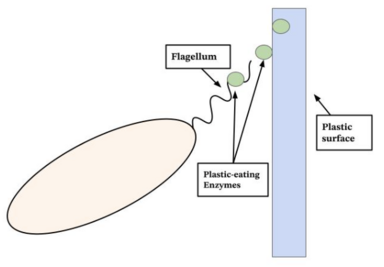 Flagellum
Plastic
surface
Plastic-eating
Enzymes